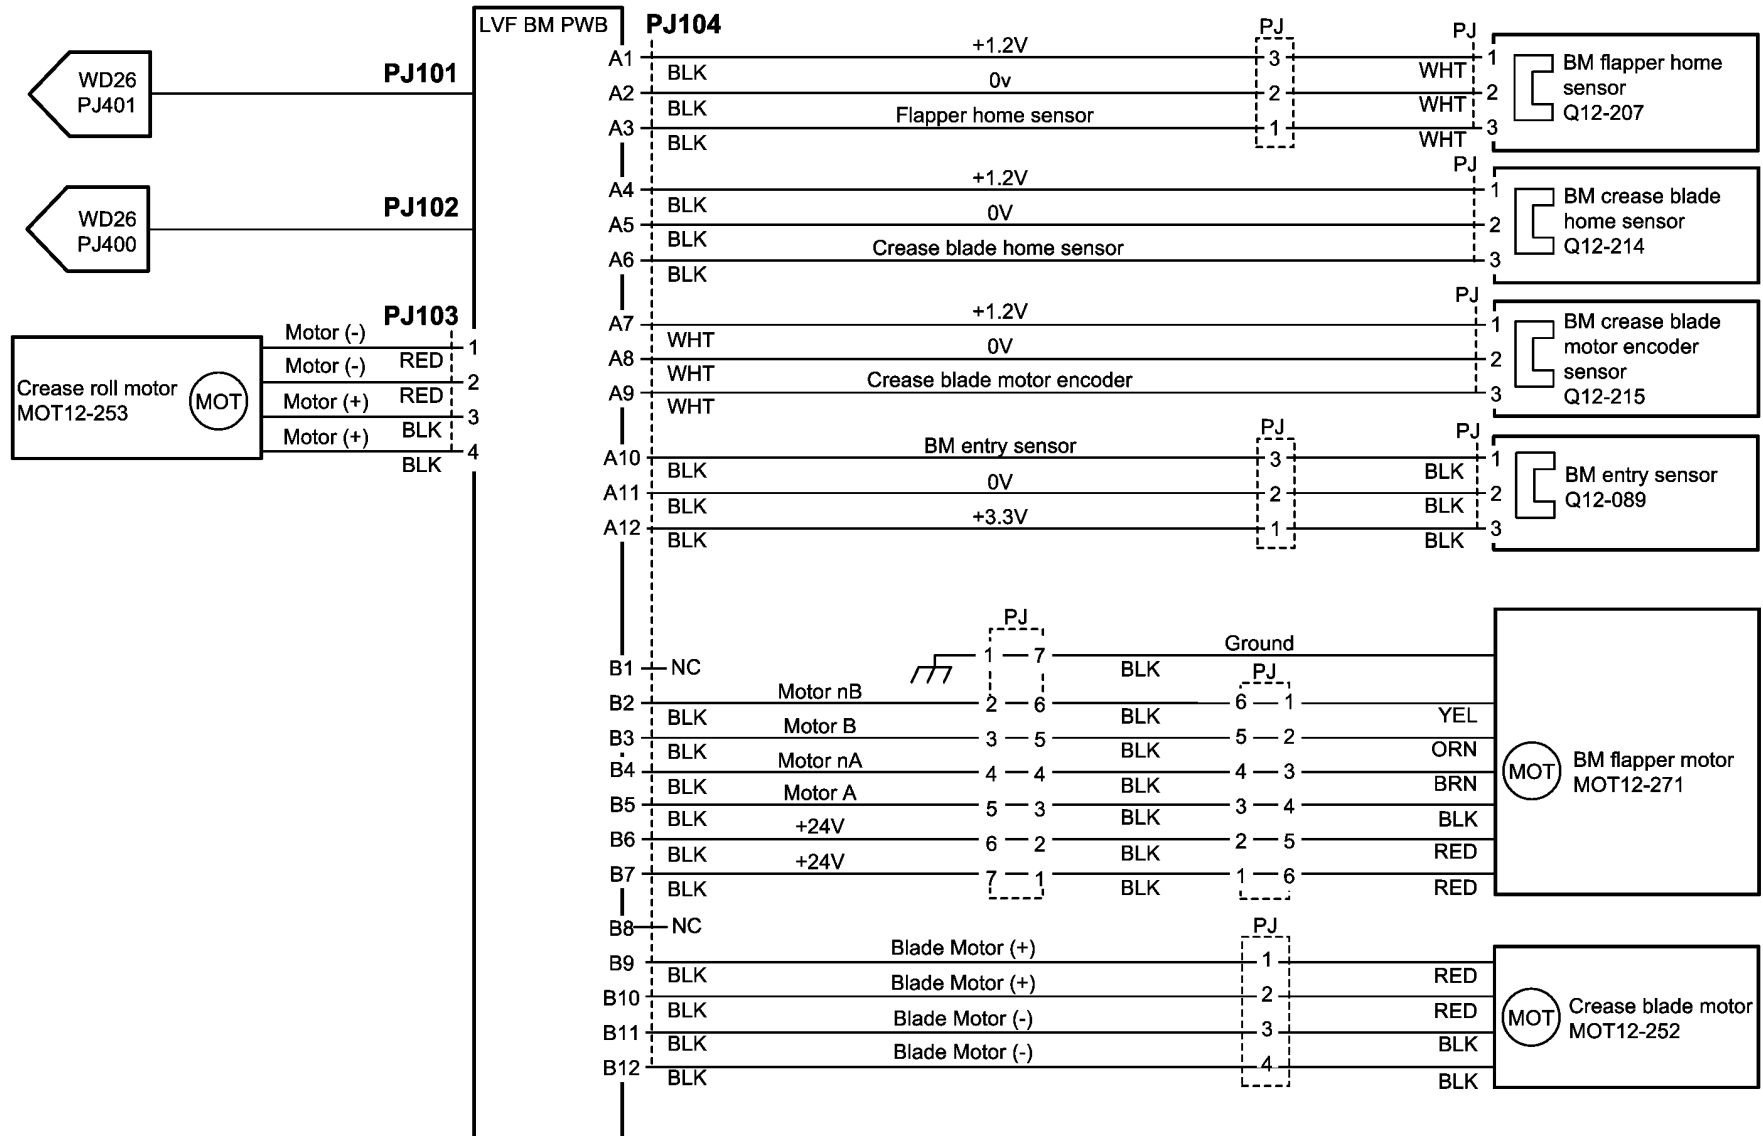 LVF BM PWB
PJ104
PJ101
WD26
PJ401
PJ102
WD26
PJ400
PJ103
Crease roll motor
MOT12-253
MOT
Motor (-)
RED
1
Motor (-)
RED
2
Motor (+)
BLK
3
Motor (+)
BLK
4
PJ
PJ
A1
BLK
+1.2V
3
WHT
1
A2
BLK
0v
2
WHT
2
A3
BLK
Flapper home sensor
1
WHT
3
BM flapper home
sensor
Q12-207
PJ
A4
BLK
+1.2V
1
A5
BLK
0V
2
A6
BLK
Crease blade home sensor
3
BM crease blade
home sensor
Q12-214
PJ
A7
WHT
+1.2V
1
A8
WHT
0V
2
A9
WHT
Crease blade motor encoder
3
BM crease blade
motor encoder
sensor
Q12-215
PJ
PJ
A10
BLK
BM entry sensor
3
BLK
1
A11
BLK
0V
2
BLK
2
A12
BLK
+3.3V
1
BLK
3
BM entry sensor
Q12-089
PJ
1
7
BLK
Ground
PJ
B1
NC
B2
BLK
Motor nB
2
6
BLK
6
1
YEL
B3
BLK
Motor B
3
5
BLK
5
2
ORN
B4
BLK
Motor nA
4
4
BLK
4
3
BRN
B5
BLK
Motor A
5
3
BLK
3
4
BLK
B6
BLK
+24V
6
2
BLK
2
5
RED
B7
BLK
+24V
7
1
BLK
1
6
RED
MOT
BM flapper motor
MOT12-271
B8
NC
PJ
B9
BLK
Blade Motor (+)
1
RED
B10
BLK
Blade Motor (+)
2
RED
B11
BLK
Blade Motor (-)
3
BLK
B12
BLK
Blade Motor (-)
4
BLK
MOT
Crease blade motor
MOT12-252